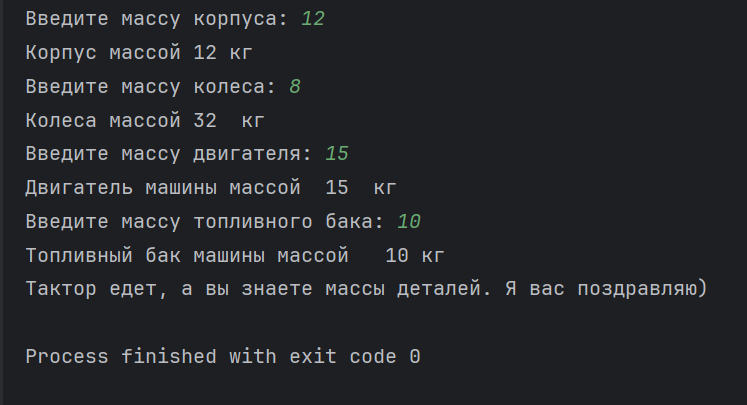 Введите массу корпуса: 12
Корпус массой 12 кг
Введите массу колеса: 8
Колеса массой 32  кг
Введите массу двигателя: 15
Двигатель машины массой  15  кг
Введите массу топливного бака: 10
Топливный бак машины массой   10 кг
Тактор едет, а вы знаете массы деталей. Я вас поздравляю)
Process finished with exit code 0